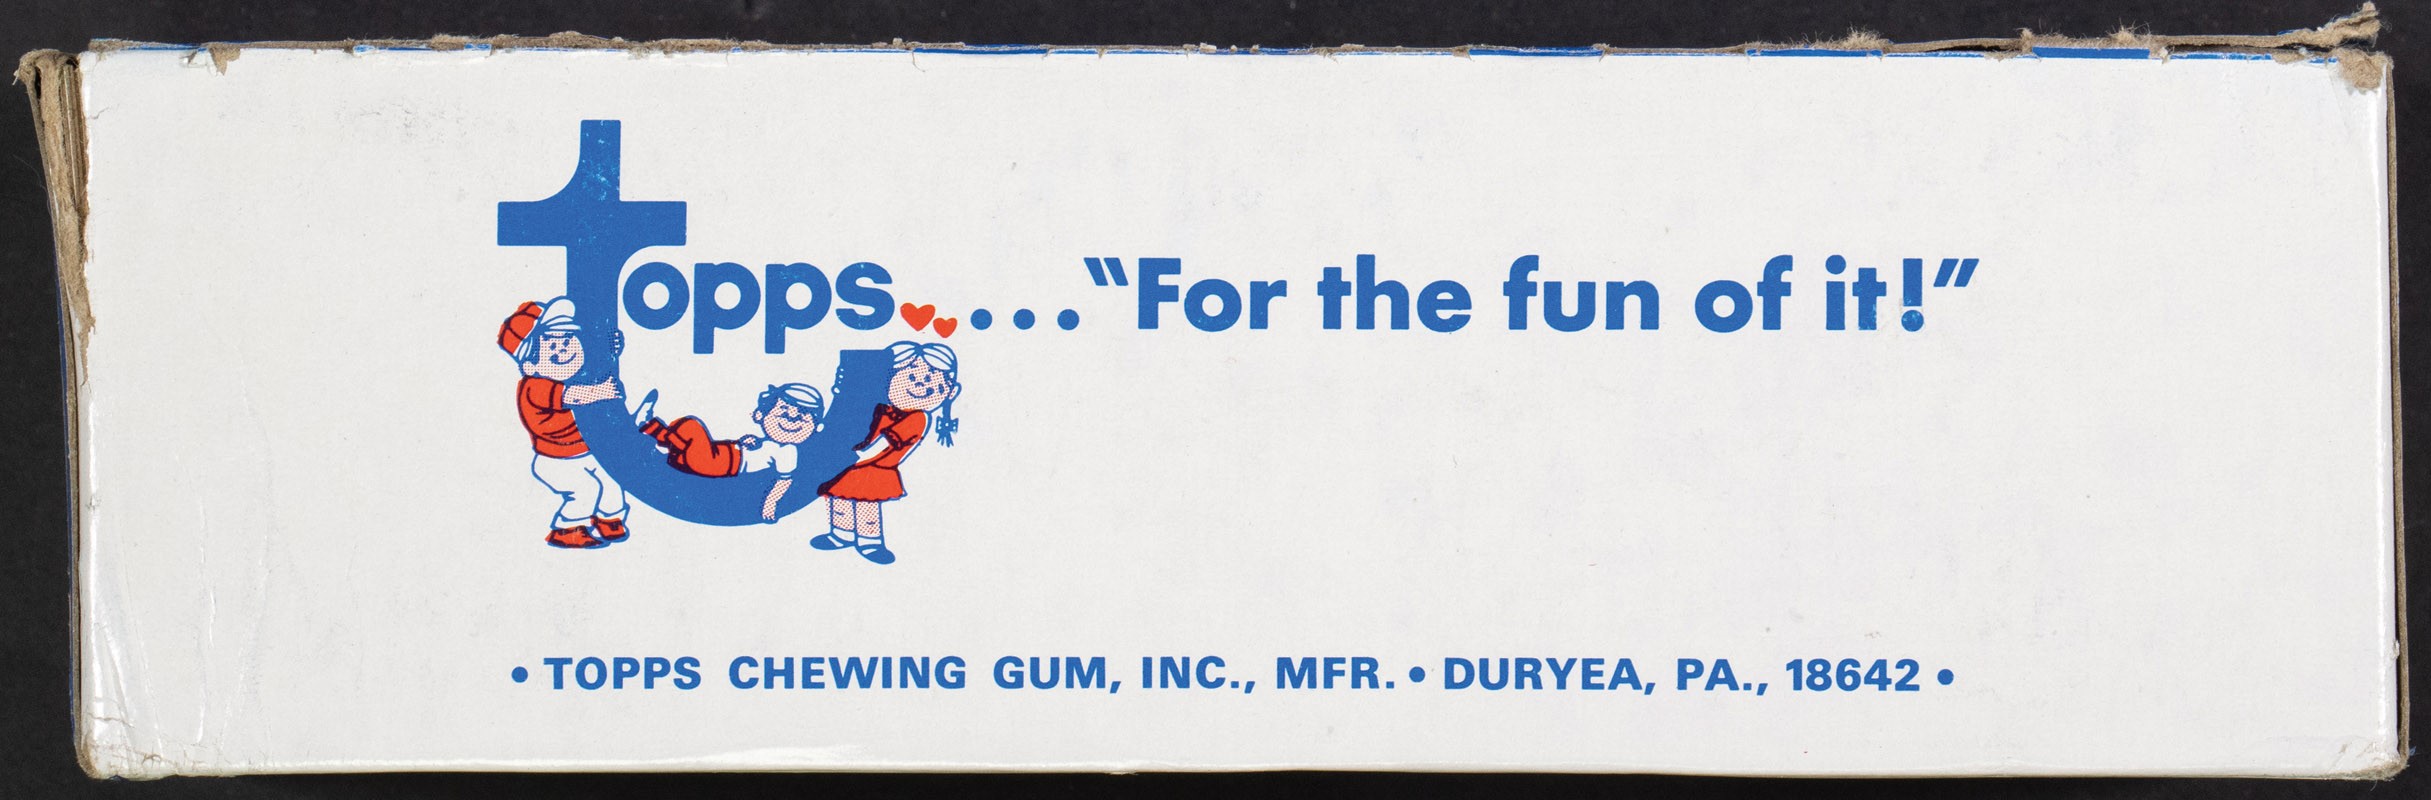 Topps...."For the fun of it!"
• TOPPS CHEWING GUM, INC., MFR. • DURYEA, PA., 18642 •